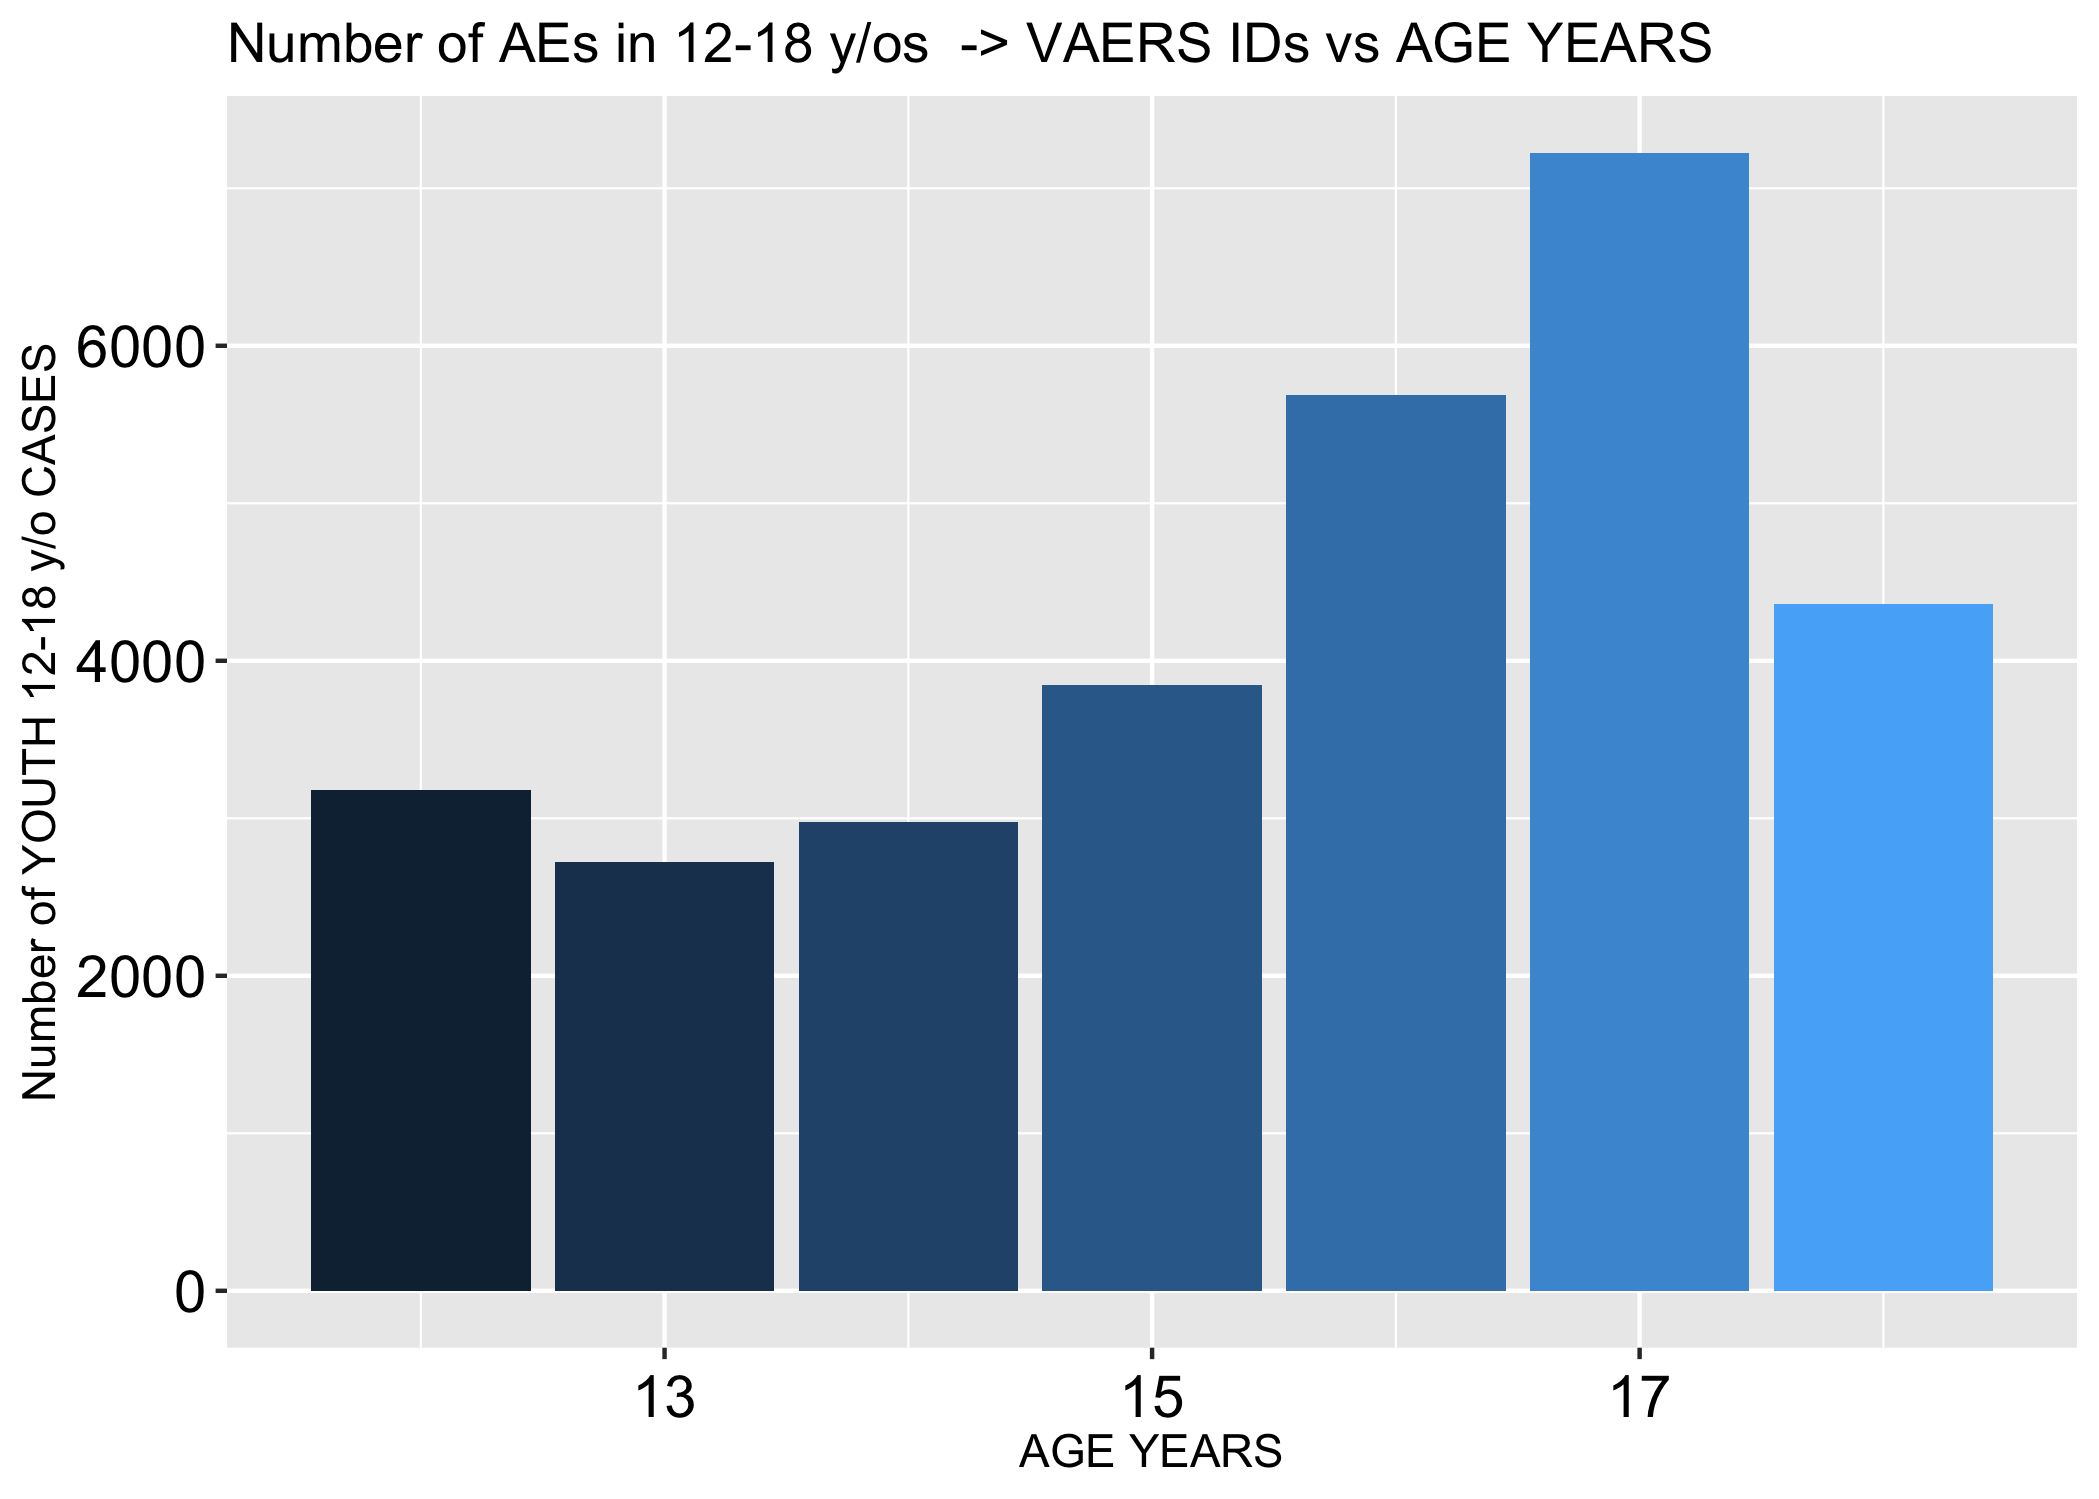 Number of AEs in 12-18 y/os  -> VAERS IDs vs AGE YEARS
Number of YOUTH 12-18 y/o CASES
6000
4000
2000
0
13
15
17
AGE YEARS